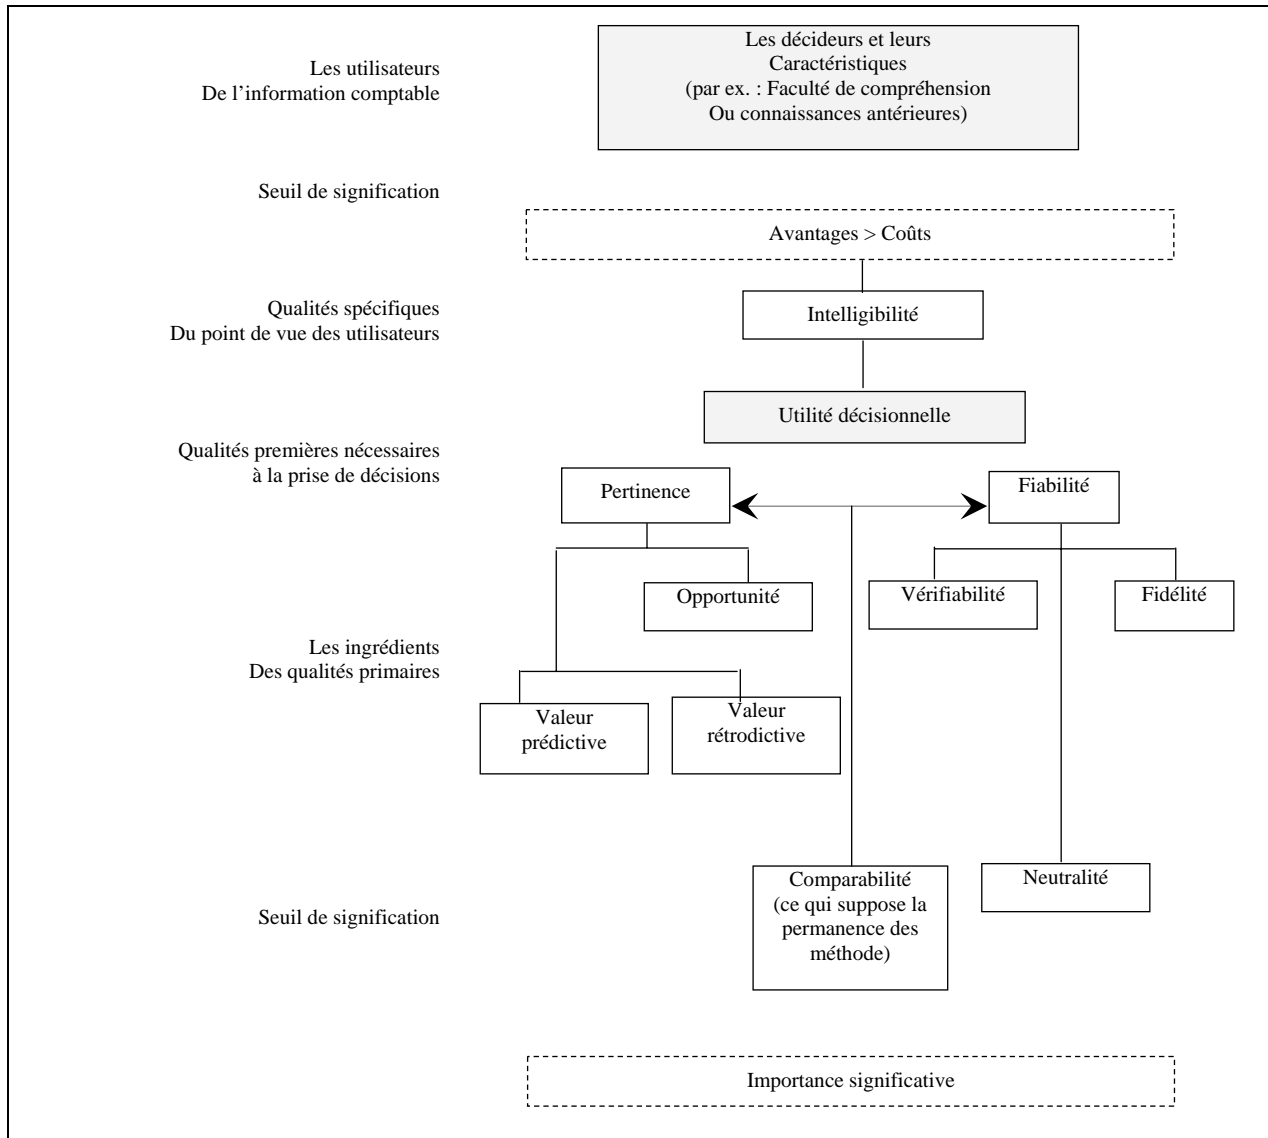 Les utilisateurs
De l'information comptable
Les décideurs et leurs
Caractéristiques
(par ex. : Faculté de compréhension
Ou connaissances antérieures)
Seuil de signification
Avantages > Coûts
Qualités spécifiques
Du point de vue des utilisateurs
Intelligibilité
Utilité décisionnelle
Qualités premières nécessaires
à la prise de décisions
Pertinence
Fiabilité
Opportunité
Vérifiabilité
Fidélité
Les ingrédients
Des qualités primaires
Valeur
prédictive
Valeur
rétrodictive
Seuil de signification
Comparabilité
(ce qui suppose la
permanence des
méthode)
Neutralité
Importance significative